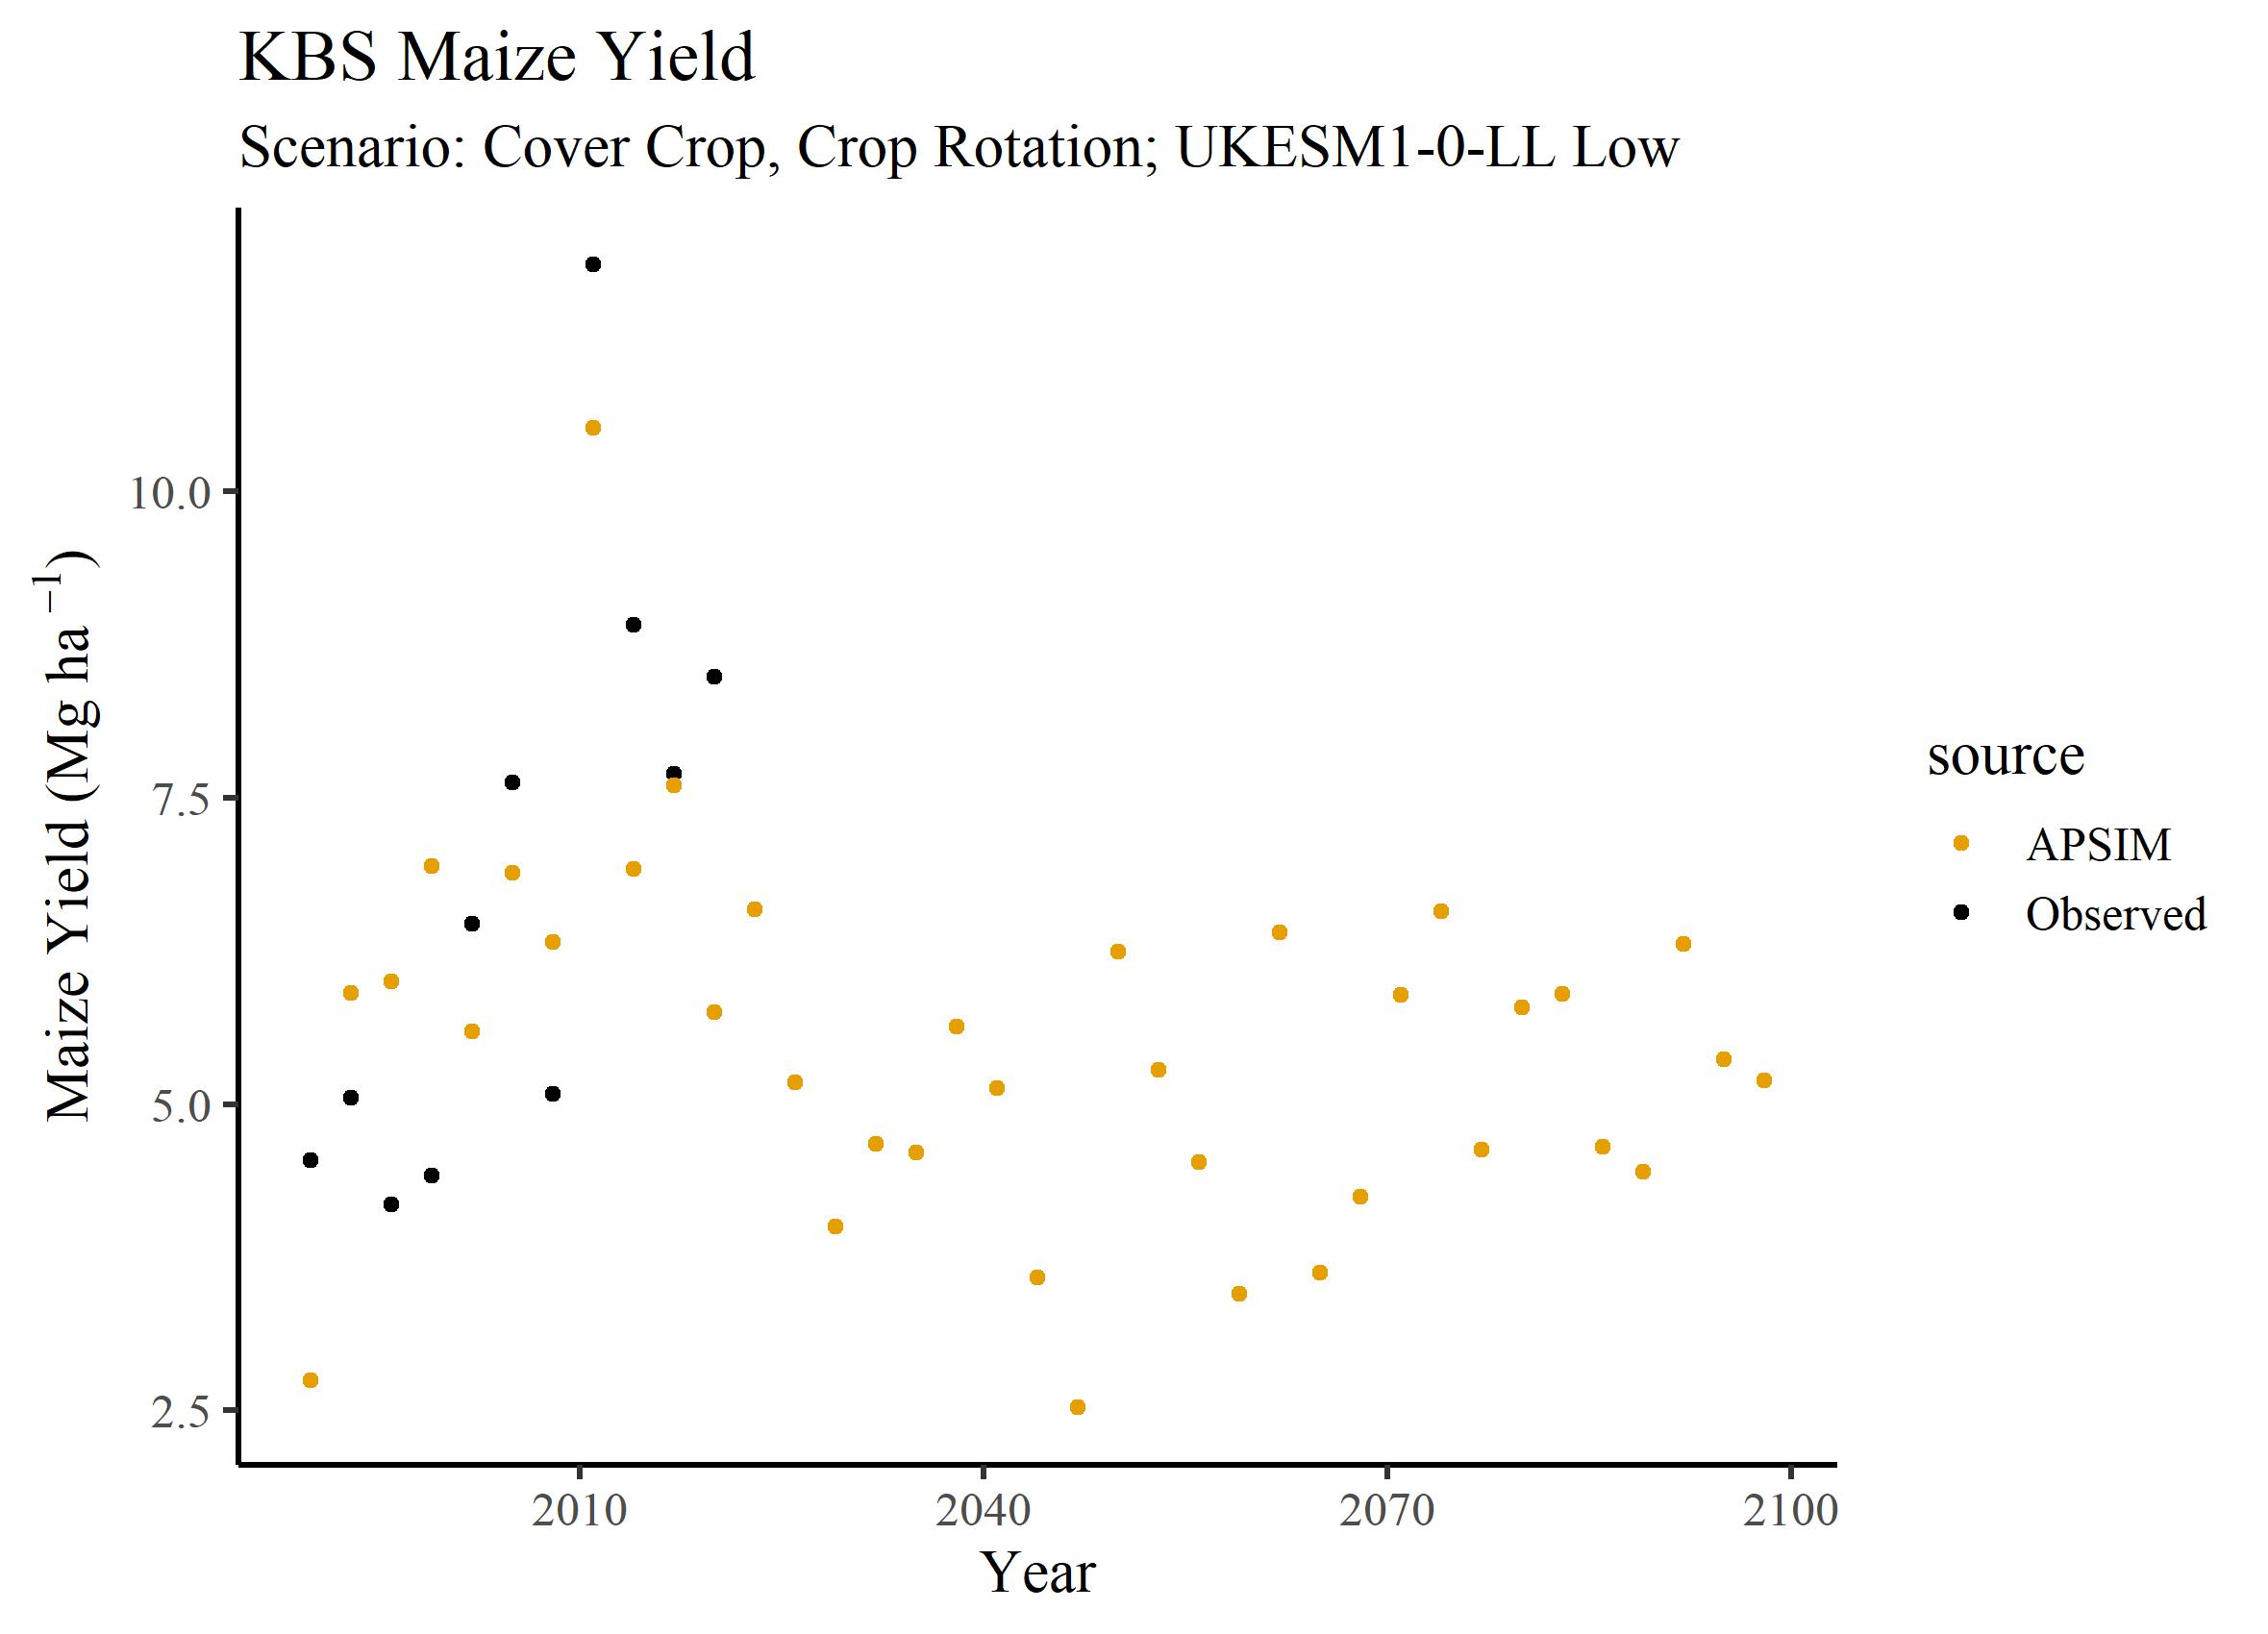 KBS Maize Yield
Scenario: Cover Crop, Crop Rotation; UKESM1-0-LL Low
Maize Yield (Mg ha⁻¹)
10.0
7.5
5.0
2.5
2010 2040 2070 2100
Year
source
APSIM
Observed